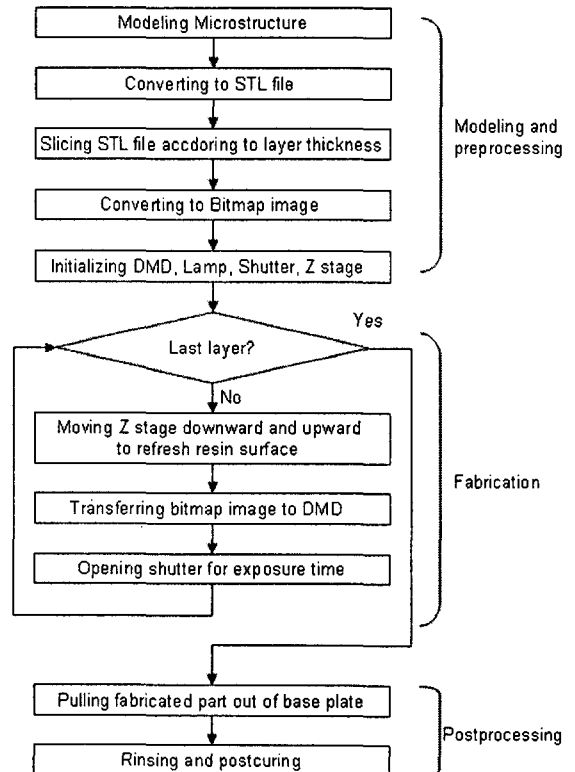 Modeling Microstructure
Converting to STL file
Slicing STL file accdoring to layer thickness
Modeling and
preprocessing
Converting to Bitmap image
Initializing DMD, Lamp, Shutter, Z stage
Yes
Last layer?
No
Moving Z stage downward and upward
to refresh resin surface
Fabrication
Transferring bitmap image to DMD
Opening shutter for exposure time
Pulling fabricated part out of base plate
Postprocessing
Rinsing and postcuring